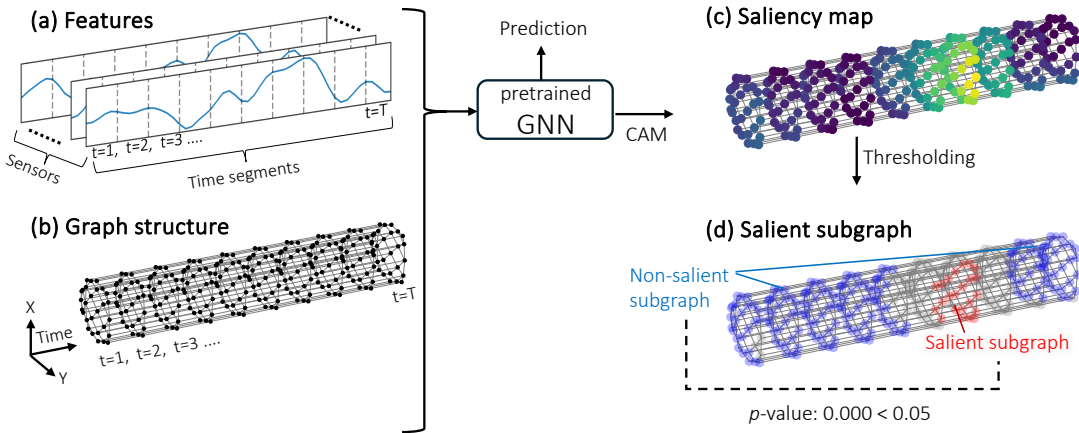 (a) Features
t=T
t=1, t=2, t=3 ....
Sensors
Time segments
(b) Graph structure
X
Time
Y
t=1, t=2, t=3 ....
t=T
Prediction
pretrained
GNN
CAM
(c) Saliency map
Thresholding
(d) Salient subgraph
Non-salient
subgraph
Salient subgraph
p-value: 0.000 < 0.05